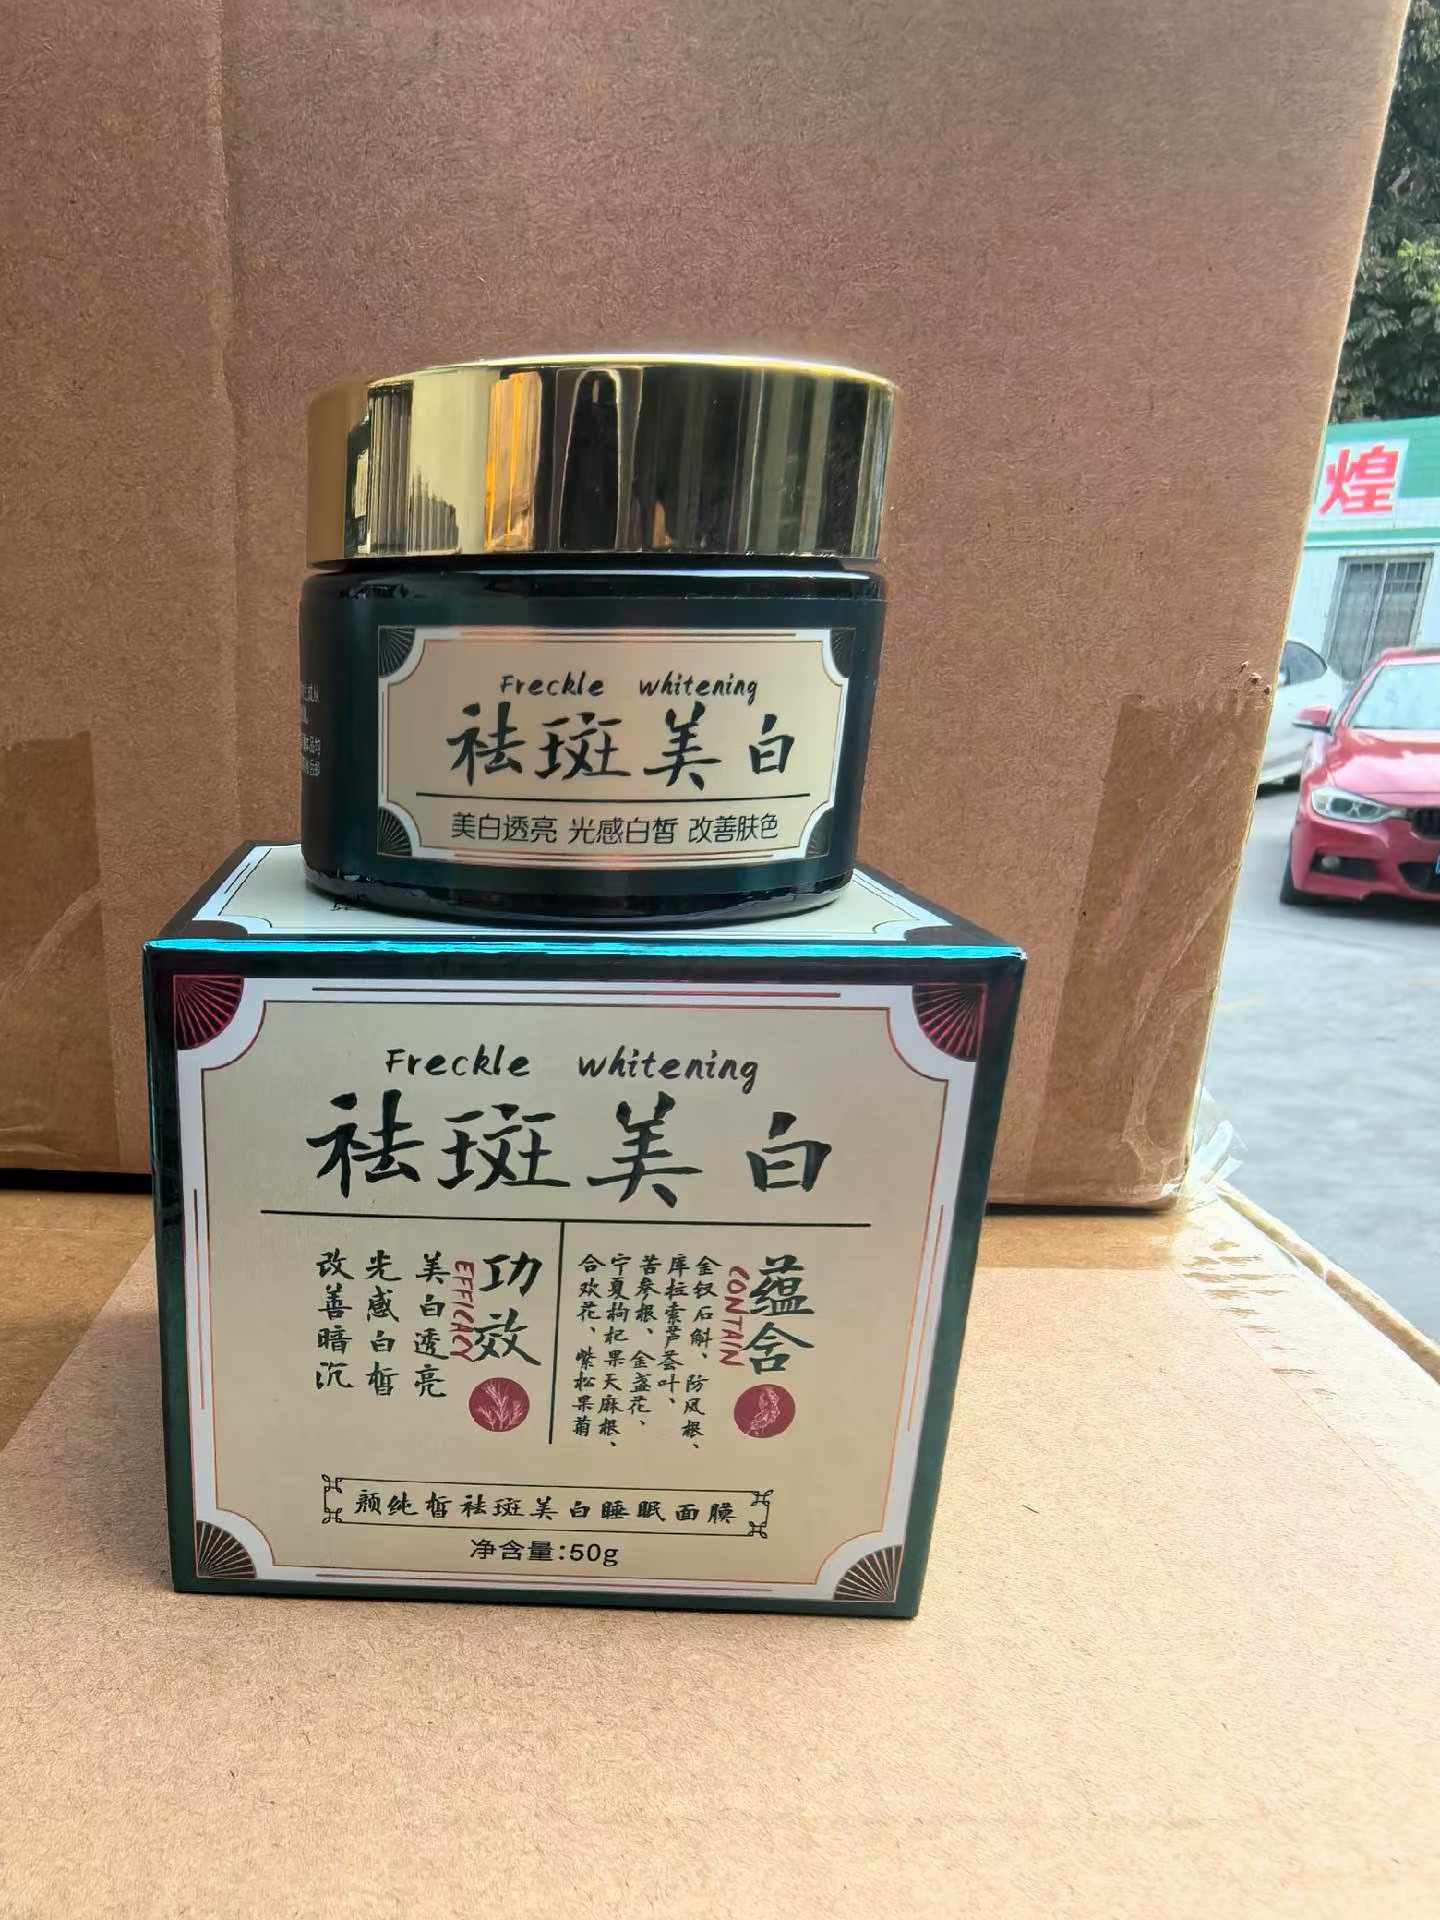 煌
Freckle whitening
祛斑美白
美白透亮 光感白皙 改善肤色
Freckle whitening
祛斑美白
蕴含
CONTAIN
金钗石斛、防风根、
库拉索芦荟叶、
苦参根、金盏花、
宁夏枸杞果天麻根、
合欢花、紫松果菊
功效
EFFICACY
美白透亮
光感白皙
改善暗沉
颜纯皙祛斑美白睡眠面膜
净含量:50g